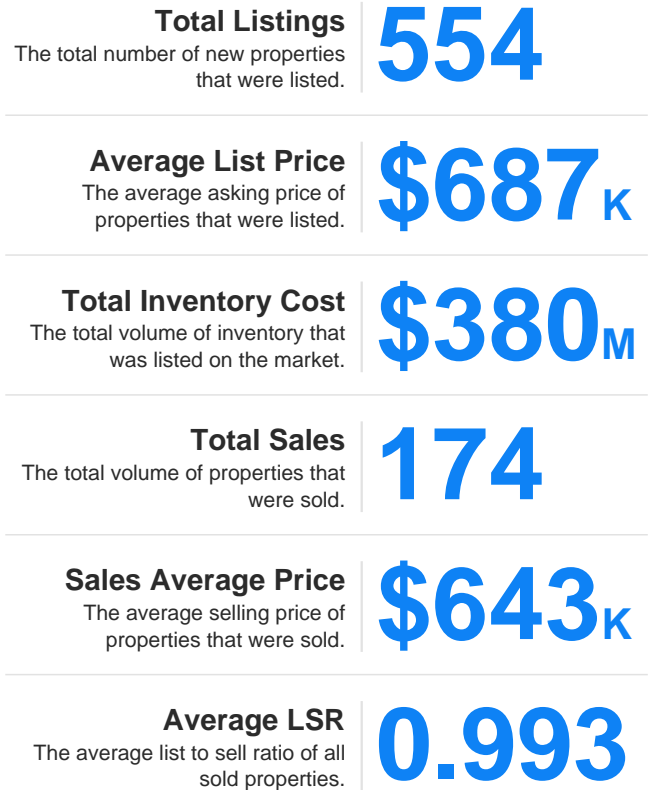 Total Listings
The total number of new properties
that were listed.
554
Average List Price
The average asking price of
properties that were listed.
$687K
Total Inventory Cost
The total volume of inventory that
was listed on the market.
$380M
Total Sales
The total volume of properties that
were sold.
174
Sales Average Price
The average selling price of
properties that were sold.
$643K
Average LSR
The average list to sell ratio of all
sold properties.
0.993